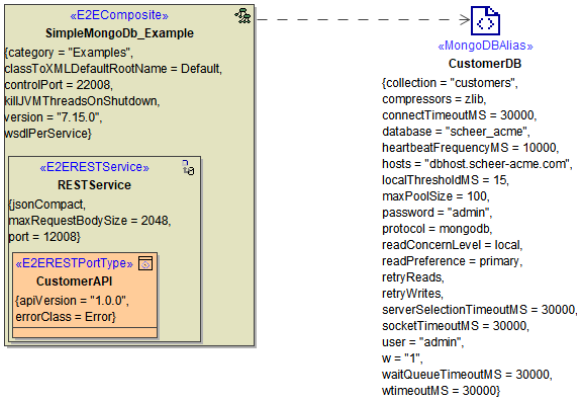 «E2EComposite»
SimpleMongoDb_Example
{category = "Examples",
classToXMLDefaultRootName = Default,
controlPort = 22008,
killJVMThreadsOnShutdown,
version = "7.15.0",
wsdlPerService}
«E2ERESTService»
RESTService
{jsonCompact,
maxRequestBodySize = 2048,
port = 12008}
«E2ERESTPortType»
CustomerAPI
{apiVersion = "1.0.0",
errorClass = Error}
«MongoDBAlias»
CustomerDB
{collection = "customers",
compressors = zlib,
connectTimeoutMS = 30000,
database = "scheer_acme",
heartbeatFrequencyMS = 10000,
hosts = "dbhost.scheer-acme.com",
localThresholdMS = 15,
maxPoolSize = 100,
password = "admin",
protocol = mongodb,
readConcernLevel = local,
readPreference = primary,
retryReads,
retryWrites,
serverSelectionTimeoutMS = 30000,
socketTimeoutMS = 30000,
user = "admin",
w = "1",
waitQueueTimeoutMS = 30000,
wtimeoutMS = 30000}